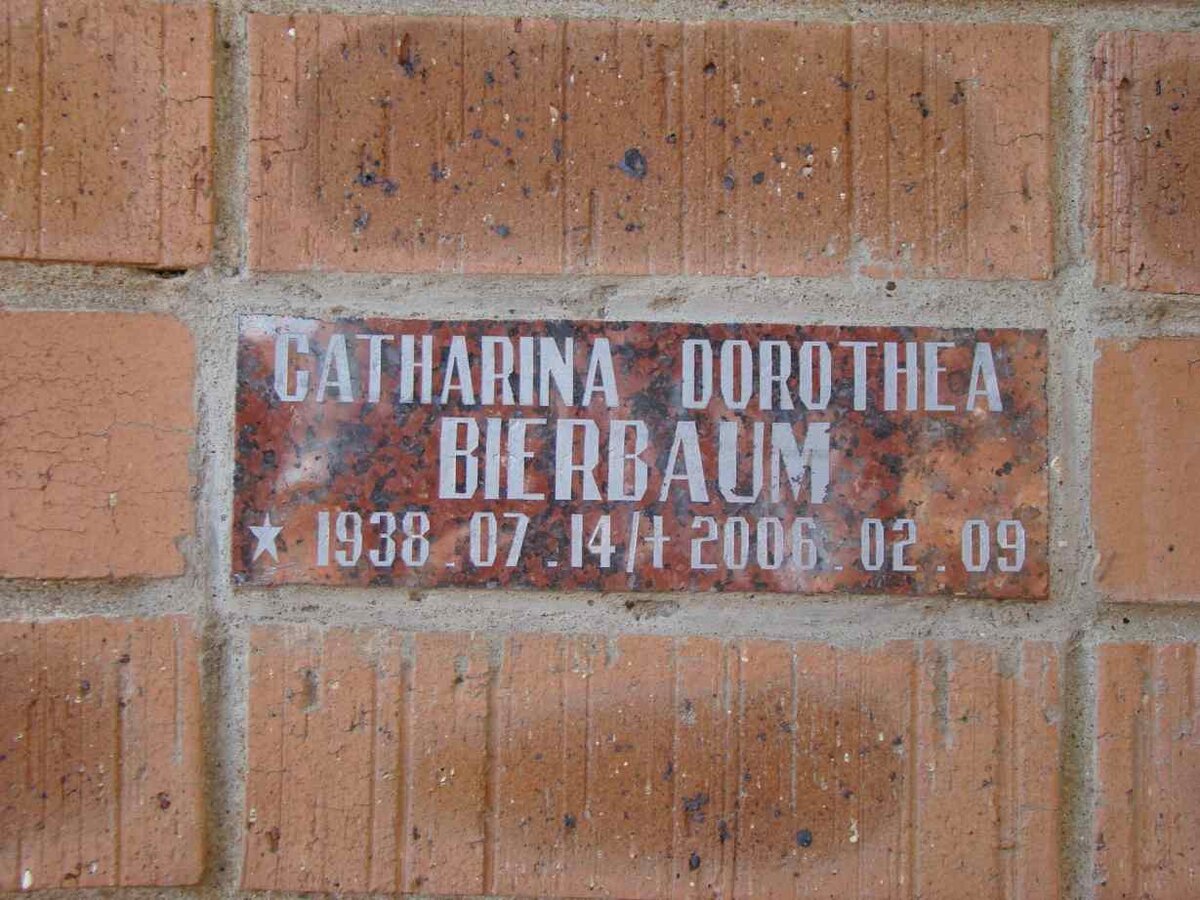 CATHARINA DOROTHEA
BIERBAUM
★ 1938.07.14/† 2006.02.09